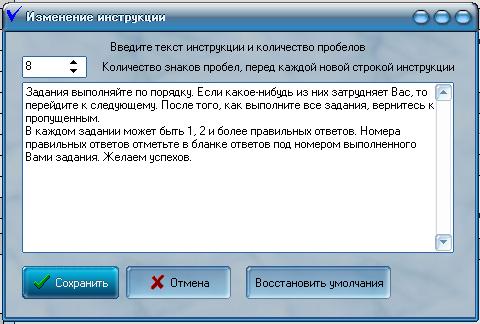 Изменение инструкции
Введите текст инструкции и количество пробелов
8 Количество знаков пробел, перед каждой новой строкой инструкции
Задания выполняйте по порядку. Если какое-нибудь из них затрудняет Вас, то
перейдите к следующему. После того, как выполните все задания, вернитесь к
пропущенным.
В каждом задании может быть 1, 2 и более правильных ответов. Номера
правильных ответов отметьте в бланке ответов под номером выполненного
Вами задания. Желаем успехов.
Сохранить Отмена Восстановить умолчания